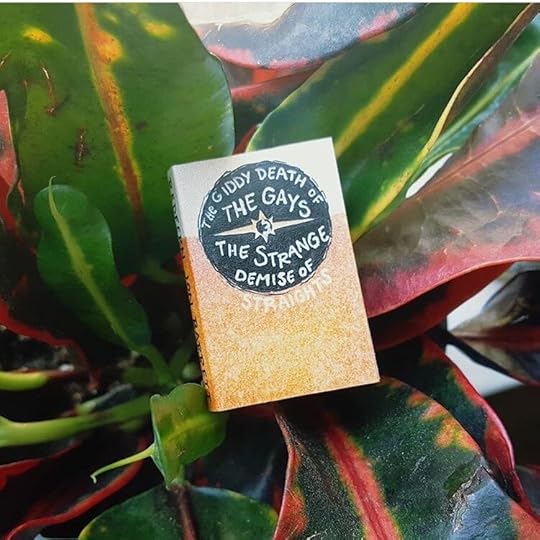 The GIDDY DEATH of
THE GAYS
THE STRANGE
DEMISE OF
STRAIGHTS